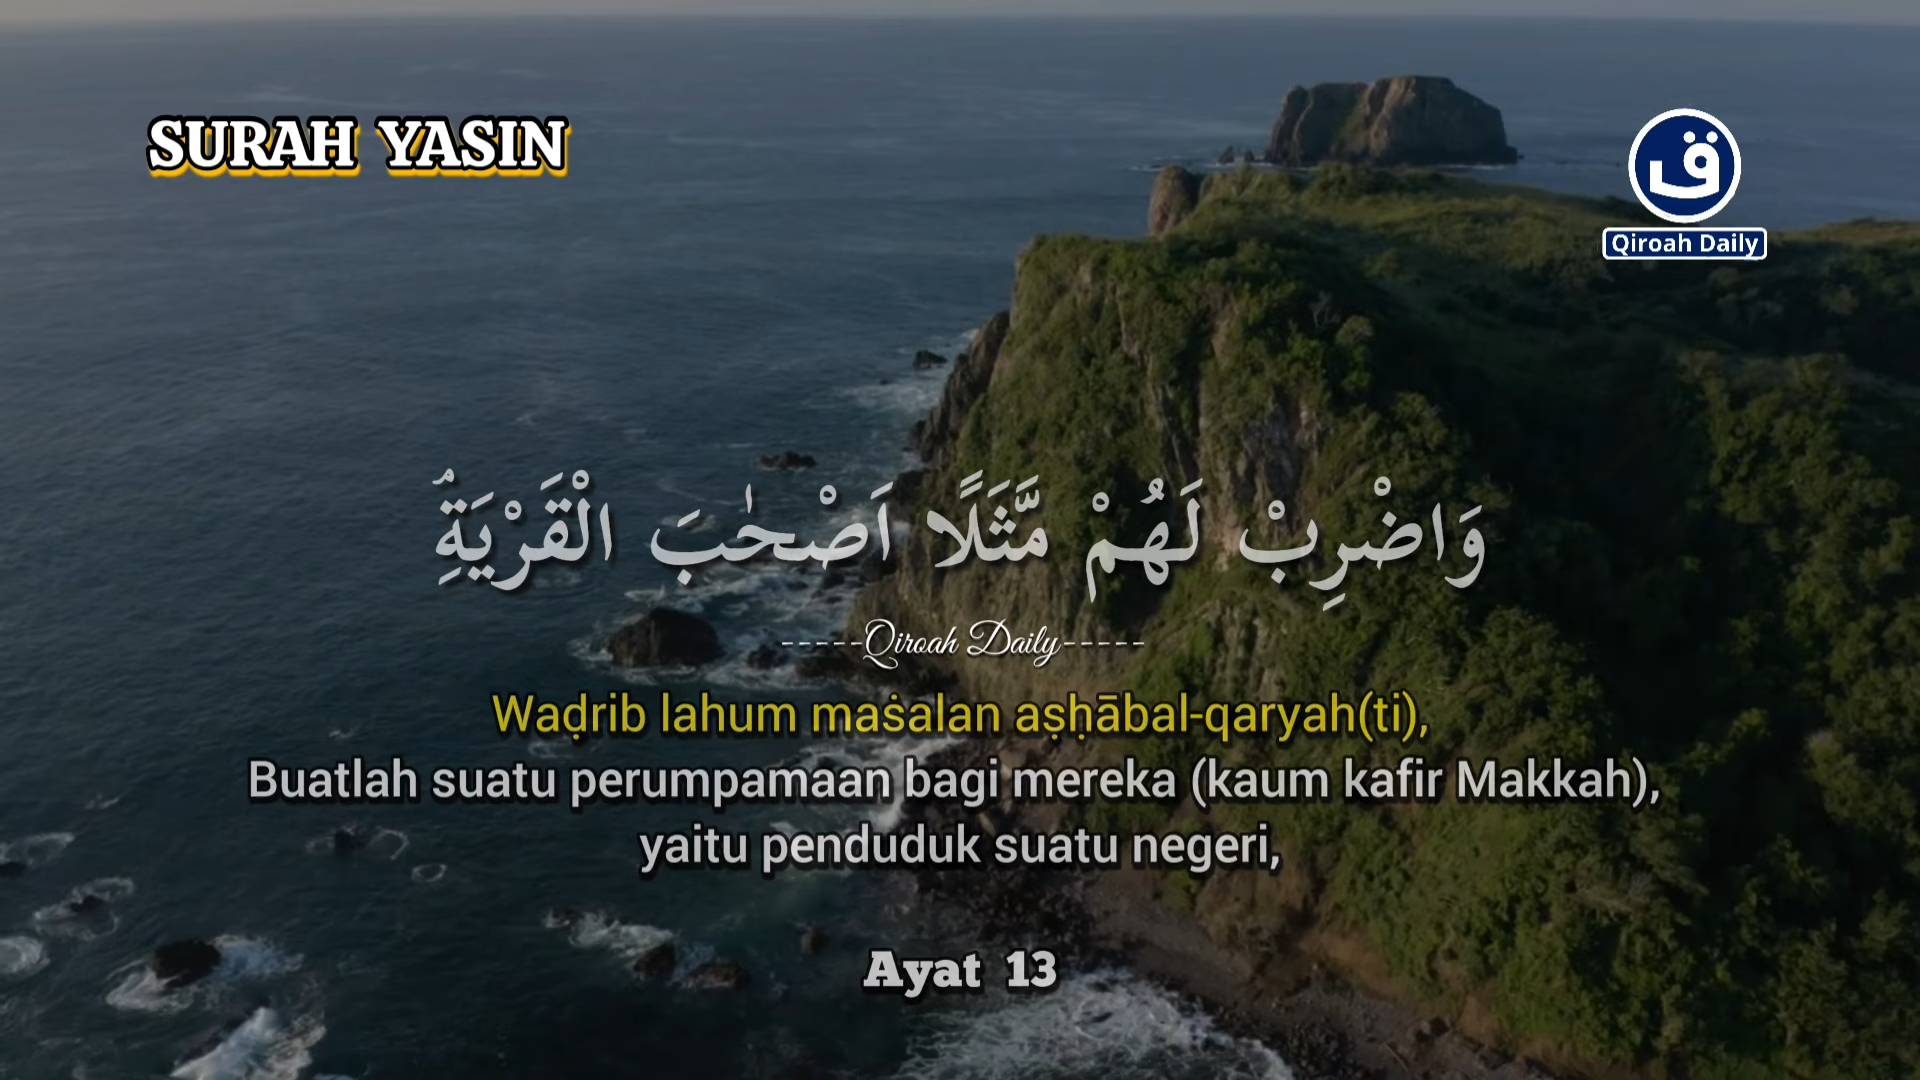 SURAH YASIN
ق
Qiroah Daily
وَاضْرِبْ لَهُمْ مَّثَلًا اَصْحٰبَ الْقَرْيَةِۘ
-----Qiroah Daily-----
Waḍrib lahum maṡalan aṣḥābal-qaryah(ti),
Buatlah suatu perumpamaan bagi mereka (kaum kafir Makkah),
yaitu penduduk suatu negeri,
Ayat 13